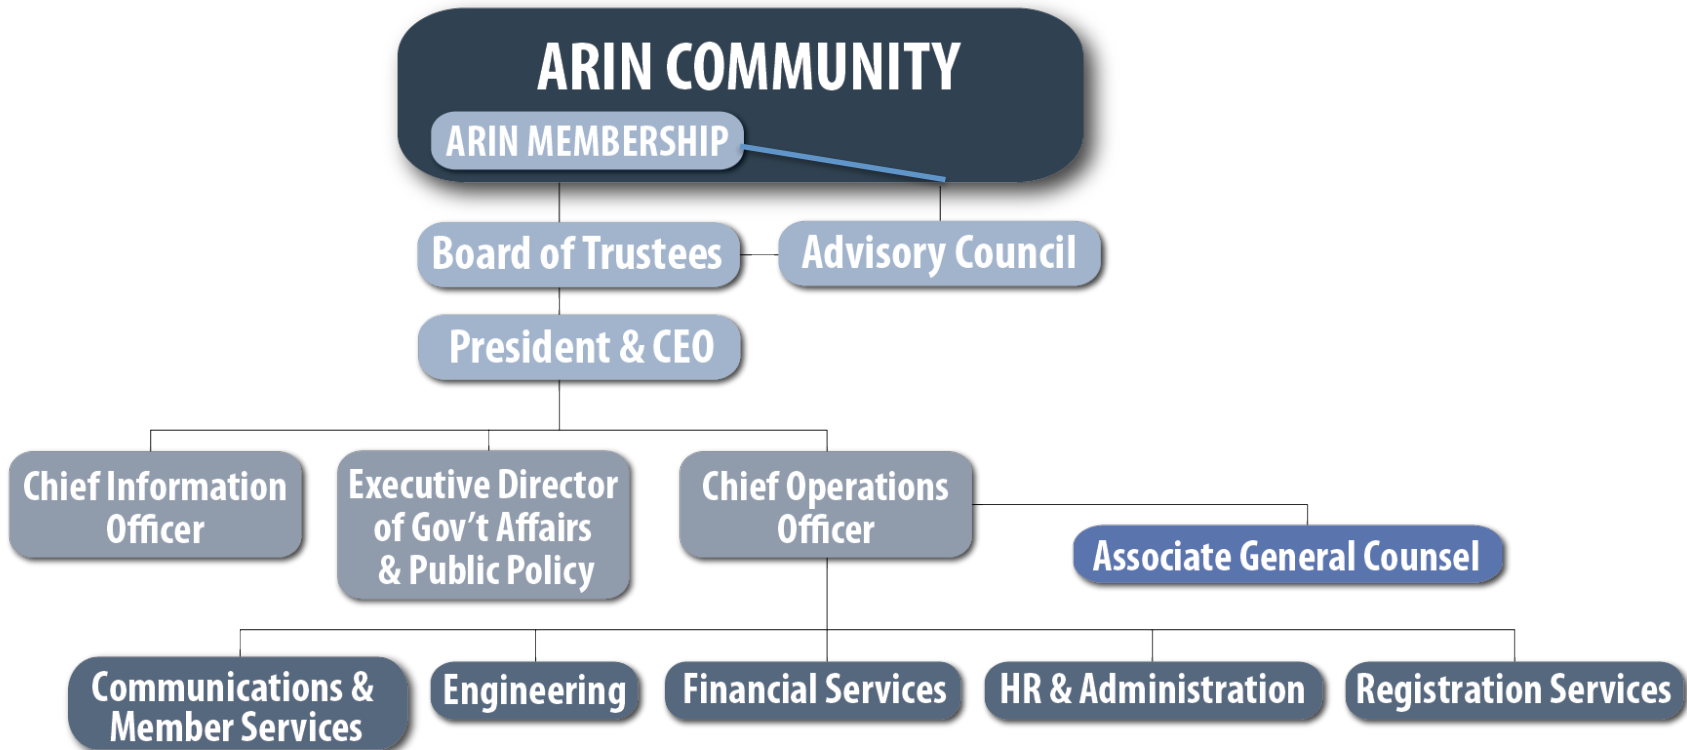 ARIN COMMUNITY
ARIN MEMBERSHIP
Board of Trustees
Advisory Council
President & CEO
Chief Information
Officer
Executive Director
of Gov't Affairs
& Public Policy
Chief Operations
Officer
Associate General Counsel
Communications &
Member Services
Engineering
Financial Services
HR & Administration
Registration Services